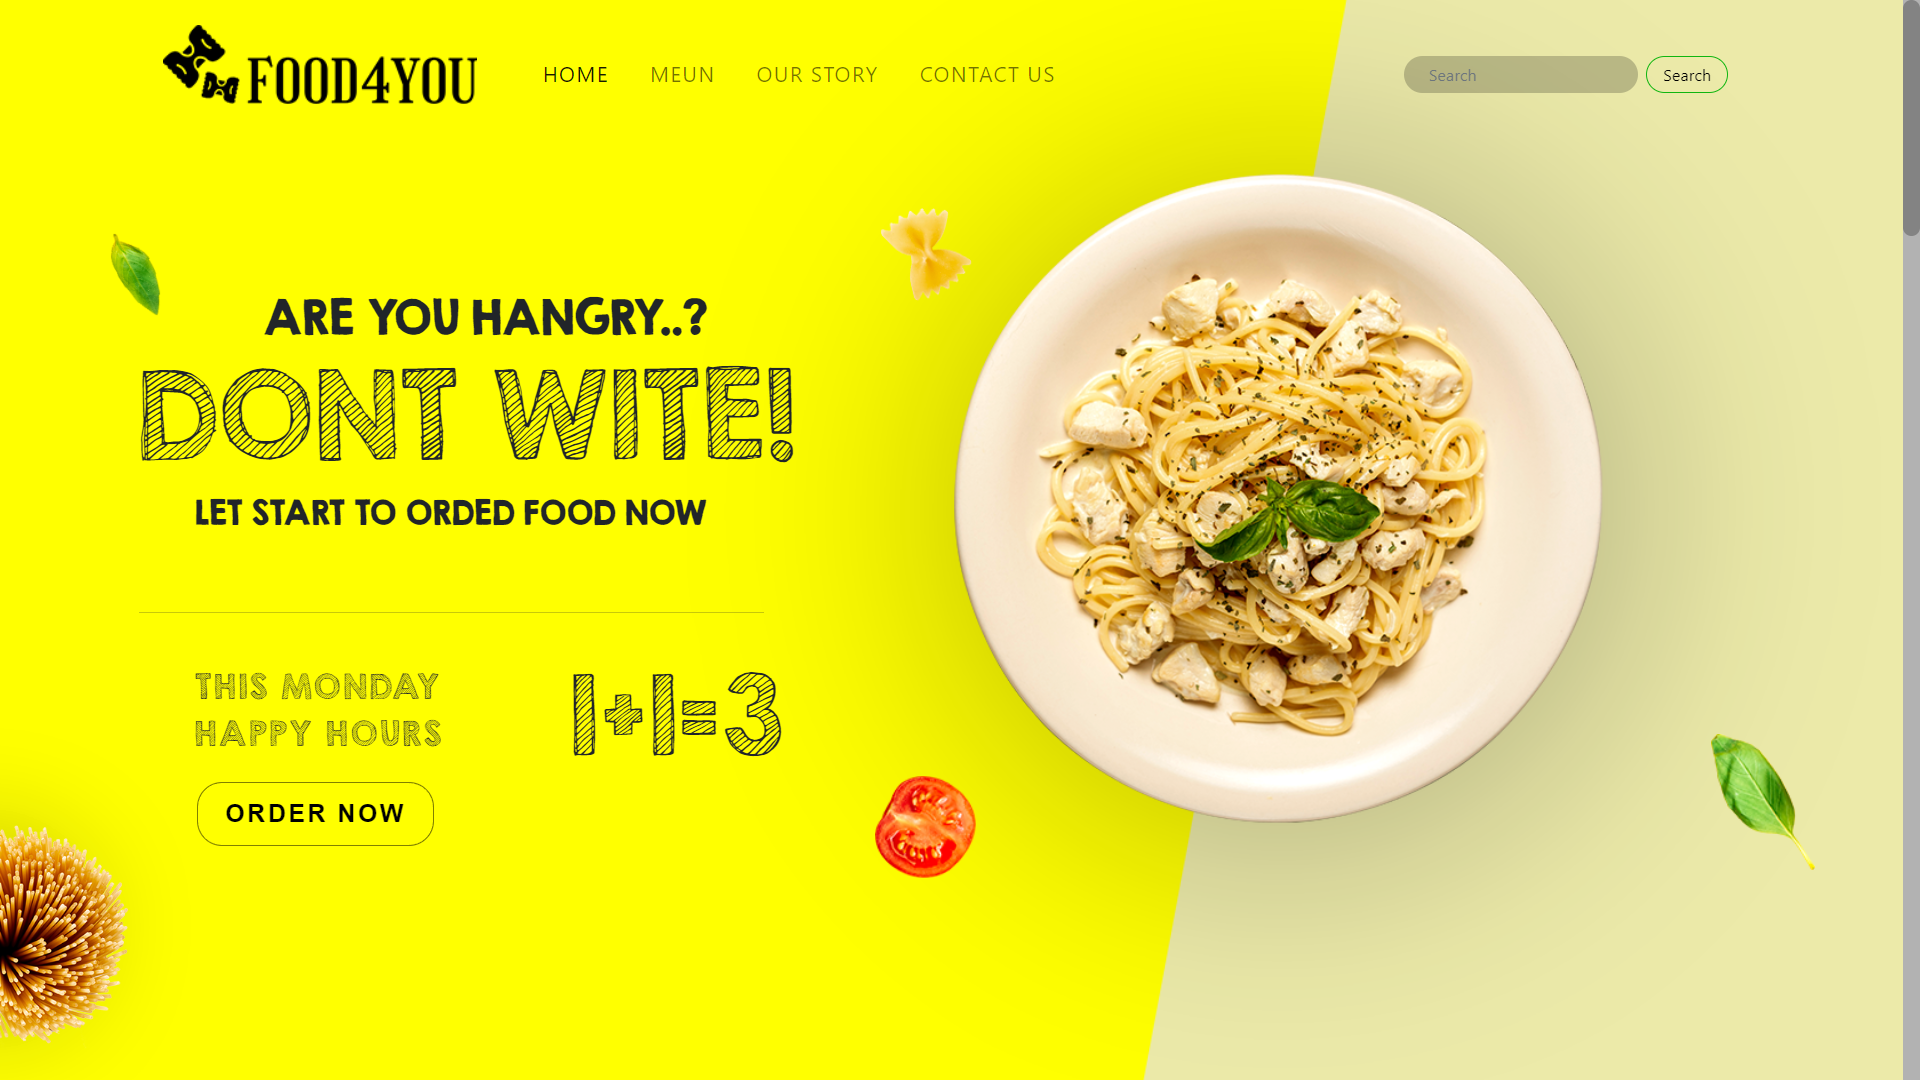 FOOD4YOU
HOME MEUN OUR STORY CONTACT US
Search Search
ARE YOU HANGRY..?
DONT WITE!
LET START TO ORDED FOOD NOW
THIS MONDAY
HAPPY HOURS
1+1=3
ORDER NOW